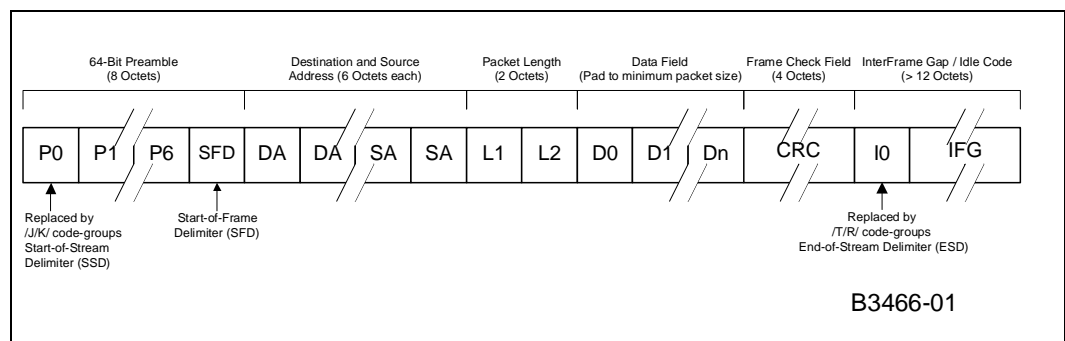 64-Bit Preamble
(8 Octets)
Destination and Source
Address (6 Octets each)
Packet Length
(2 Octets)
Data Field
(Pad to minimum packet size)
Frame Check Field
(4 Octets)
InterFrame Gap / Idle Code
(> 12 Octets)
P0 P1 P6 SFD DA DA SA SA L1 L2 D0 D1 Dn CRC I0 IFG
Replaced by
/J/K/ code-groups
Start-of-Stream
Delimiter (SSD)
Start-of-Frame
Delimiter (SFD)
Replaced by
/T/R/ code-groups
End-of-Stream Delimiter (ESD)
B3466-01